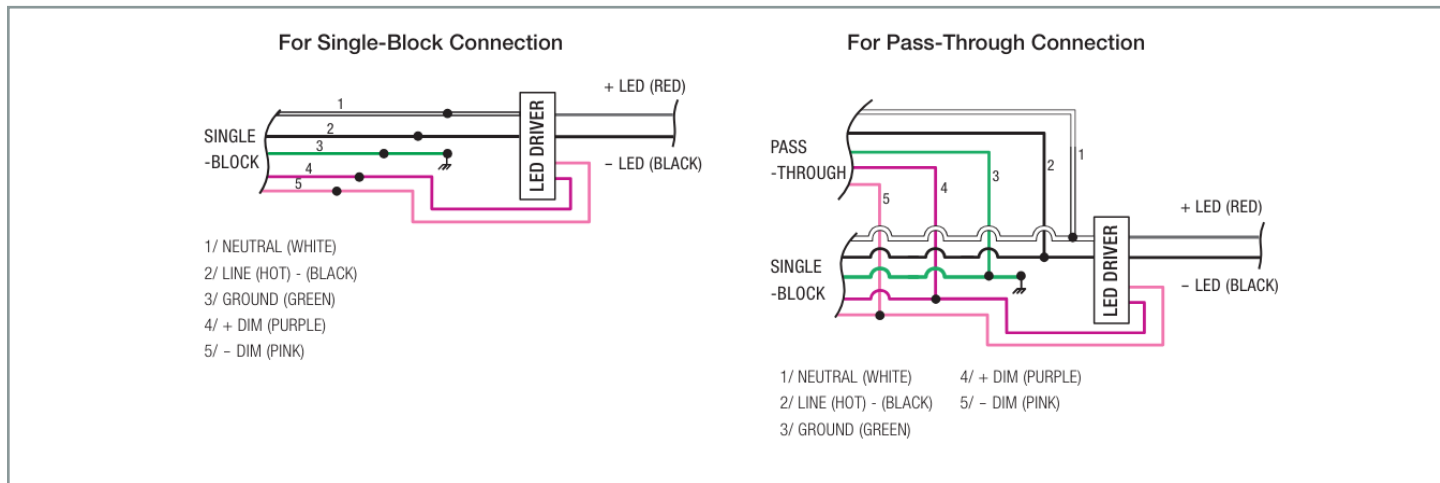 For Single-Block Connection
1
2
3
4
5
SINGLE
-BLOCK
LED DRIVER
+ LED (RED)
– LED (BLACK)
1/ NEUTRAL (WHITE)
2/ LINE (HOT) - (BLACK)
3/ GROUND (GREEN)
4/ + DIM (PURPLE)
5/ – DIM (PINK)
For Pass-Through Connection
PASS
-THROUGH
1
2
3
4
5
SINGLE
-BLOCK
LED DRIVER
+ LED (RED)
– LED (BLACK)
1/ NEUTRAL (WHITE)
2/ LINE (HOT) - (BLACK)
3/ GROUND (GREEN)
4/ + DIM (PURPLE)
5/ – DIM (PINK)